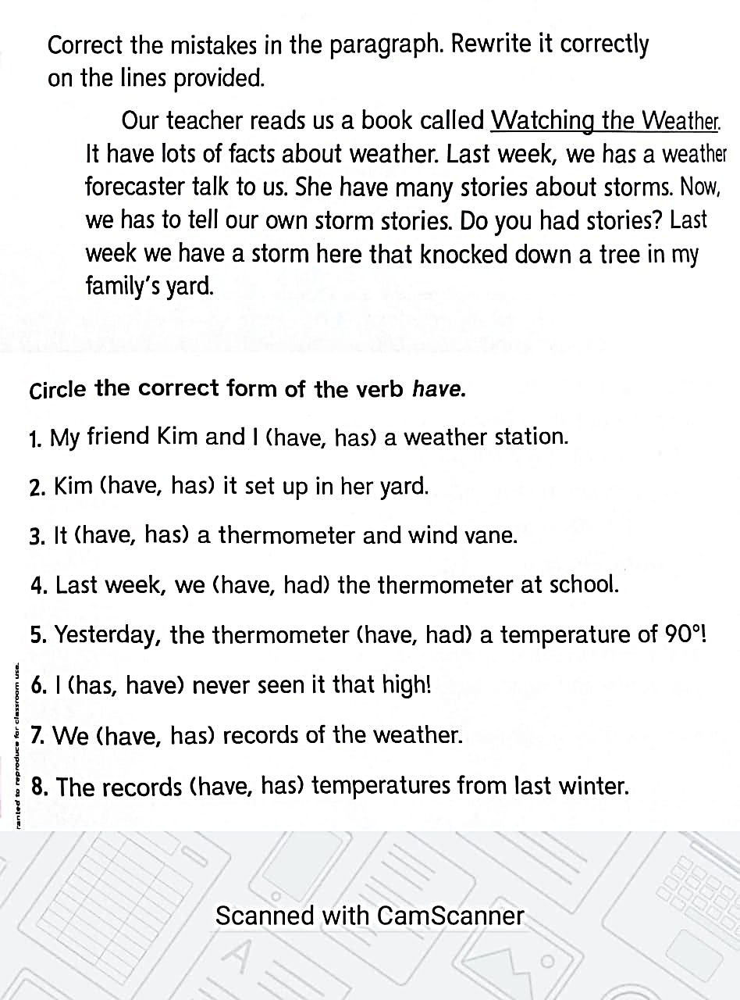 Correct the mistakes in the paragraph. Rewrite it correctly
on the lines provided.
Our teacher reads us a book called Watching the Weather.
It have lots of facts about weather. Last week, we has a weather
forecaster talk to us. She have many stories about storms. Now,
we has to tell our own storm stories. Do you had stories? Last
week we have a storm here that knocked down a tree in my
family's yard.
Circle the correct form of the verb have.
1. My friend Kim and I (have, has) a weather station.
2. Kim (have, has) it set up in her yard.
3. It (have, has) a thermometer and wind vane.
4. Last week, we (have, had) the thermometer at school.
5. Yesterday, the thermometer (have, had) a temperature of 90°!
6. I (has, have) never seen it that high!
7. We (have, has) records of the weather.
8. The records (have, has) temperatures from last winter.
ranted to reproduce for classroom use.
Scanned with CamScanner